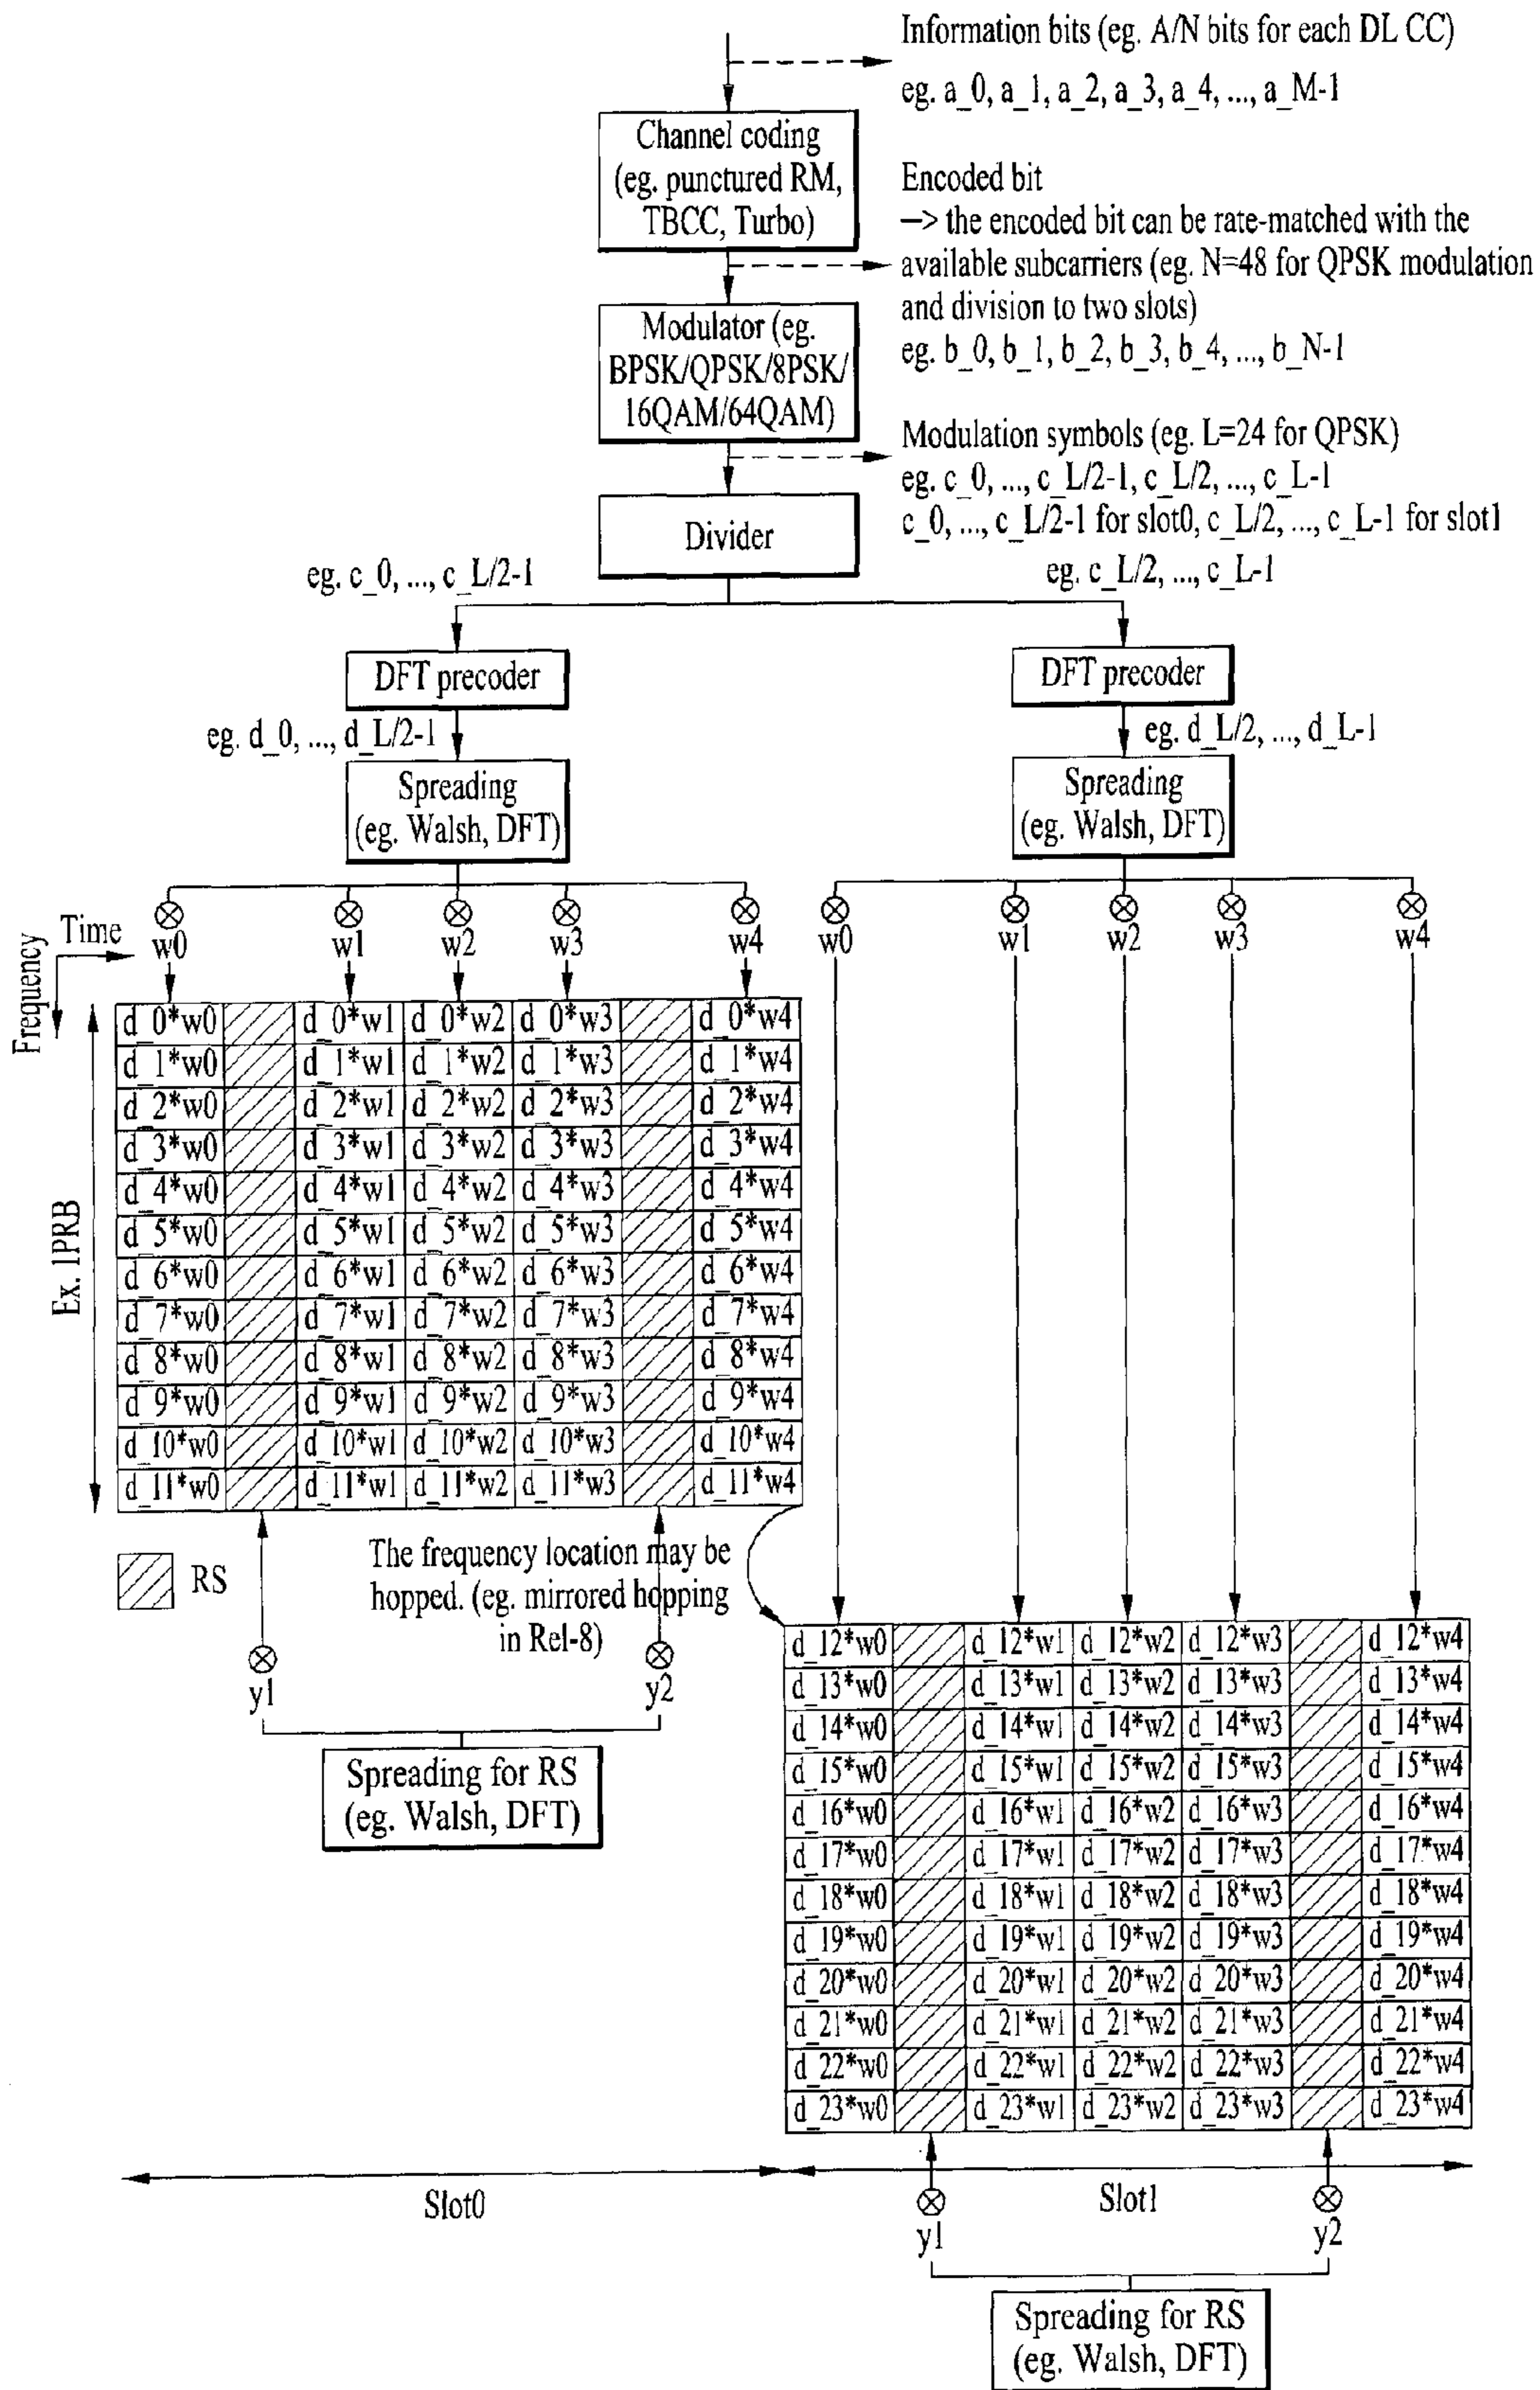 Information bits (eg. A/N bits for each DL CC)
eg. a_0, a_1, a_2, a_3, a_4, ..., a_M-1
Channel coding
(eg. punctured RM,
TBCC, Turbo)
Encoded bit
—> the encoded bit can be rate-matched with the
available subcarriers (eg. N=48 for QPSK modulation
and division to two slots)
eg. b_0, b_1, b_2, b_3, b_4, ..., b_N-1
Modulator (eg.
BPSK/QPSK/8PSK/
16QAM/64QAM)
Modulation symbols (eg. L=24 for QPSK)
eg. c_0, ..., c_L/2-1, c_L/2, ..., c_L-1
c_0, ..., c_L/2-1 for slot0, c_L/2, ..., c_L-1 for slot1
Divider
eg. c_0, ..., c_L/2-1
eg. c_L/2, ..., c_L-1
DFT precoder
DFT precoder
eg. d_0, ..., d_L/2-1
eg. d_L/2, ..., d_L-1
Spreading
(eg. Walsh, DFT)
Spreading
(eg. Walsh, DFT)
Time
Frequency
w0 w1 w2 w3 w4
w0 w1 w2 w3 w4
Ex. 1PRB
d_0*w0 d_0*w1 d_0*w2 d_0*w3 d_0*w4
d_1*w0 d_1*w1 d_1*w2 d_1*w3 d_1*w4
d_2*w0 d_2*w1 d_2*w2 d_2*w3 d_2*w4
d_3*w0 d_3*w1 d_3*w2 d_3*w3 d_3*w4
d_4*w0 d_4*w1 d_4*w2 d_4*w3 d_4*w4
d_5*w0 d_5*w1 d_5*w2 d_5*w3 d_5*w4
d_6*w0 d_6*w1 d_6*w2 d_6*w3 d_6*w4
d_7*w0 d_7*w1 d_7*w2 d_7*w3 d_7*w4
d_8*w0 d_8*w1 d_8*w2 d_8*w3 d_8*w4
d_9*w0 d_9*w1 d_9*w2 d_9*w3 d_9*w4
d_10*w0 d_10*w1 d_10*w2 d_10*w3 d_10*w4
d_11*w0 d_11*w1 d_11*w2 d_11*w3 d_11*w4
RS
The frequency location may be
hopped. (eg. mirrored hopping
in Rel-8)
y1 y2
Spreading for RS
(eg. Walsh, DFT)
d_12*w0 d_12*w1 d_12*w2 d_12*w3 d_12*w4
d_13*w0 d_13*w1 d_13*w2 d_13*w3 d_13*w4
d_14*w0 d_14*w1 d_14*w2 d_14*w3 d_14*w4
d_15*w0 d_15*w1 d_15*w2 d_15*w3 d_15*w4
d_16*w0 d_16*w1 d_16*w2 d_16*w3 d_16*w4
d_17*w0 d_17*w1 d_17*w2 d_17*w3 d_17*w4
d_18*w0 d_18*w1 d_18*w2 d_18*w3 d_18*w4
d_19*w0 d_19*w1 d_19*w2 d_19*w3 d_19*w4
d_20*w0 d_20*w1 d_20*w2 d_20*w3 d_20*w4
d_21*w0 d_21*w1 d_21*w2 d_21*w3 d_21*w4
d_22*w0 d_22*w1 d_22*w2 d_22*w3 d_22*w4
d_23*w0 d_23*w1 d_23*w2 d_23*w3 d_23*w4
Slot0
Slot1
y1 y2
Spreading for RS
(eg. Walsh, DFT)